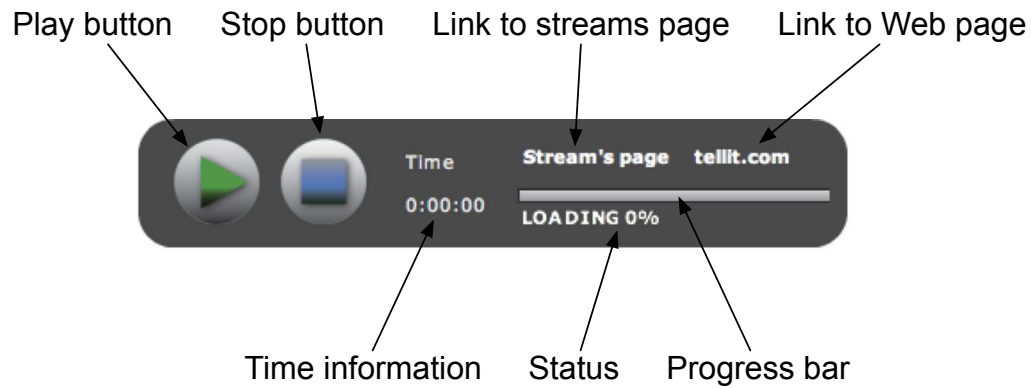 Play button Stop button Link to streams page Link to Web page
Time Stream's page tellit.com
0:00:00
LOADING 0%
Time information Status Progress bar